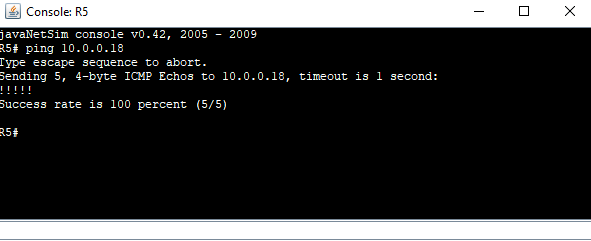 Console: R5
javaNetSim console v0.42, 2005 - 2009
R5# ping 10.0.0.18
Type escape sequence to abort.
Sending 5, 4-byte ICMP Echos to 10.0.0.18, timeout is 1 second:
!!!!!
Success rate is 100 percent (5/5)
R5#